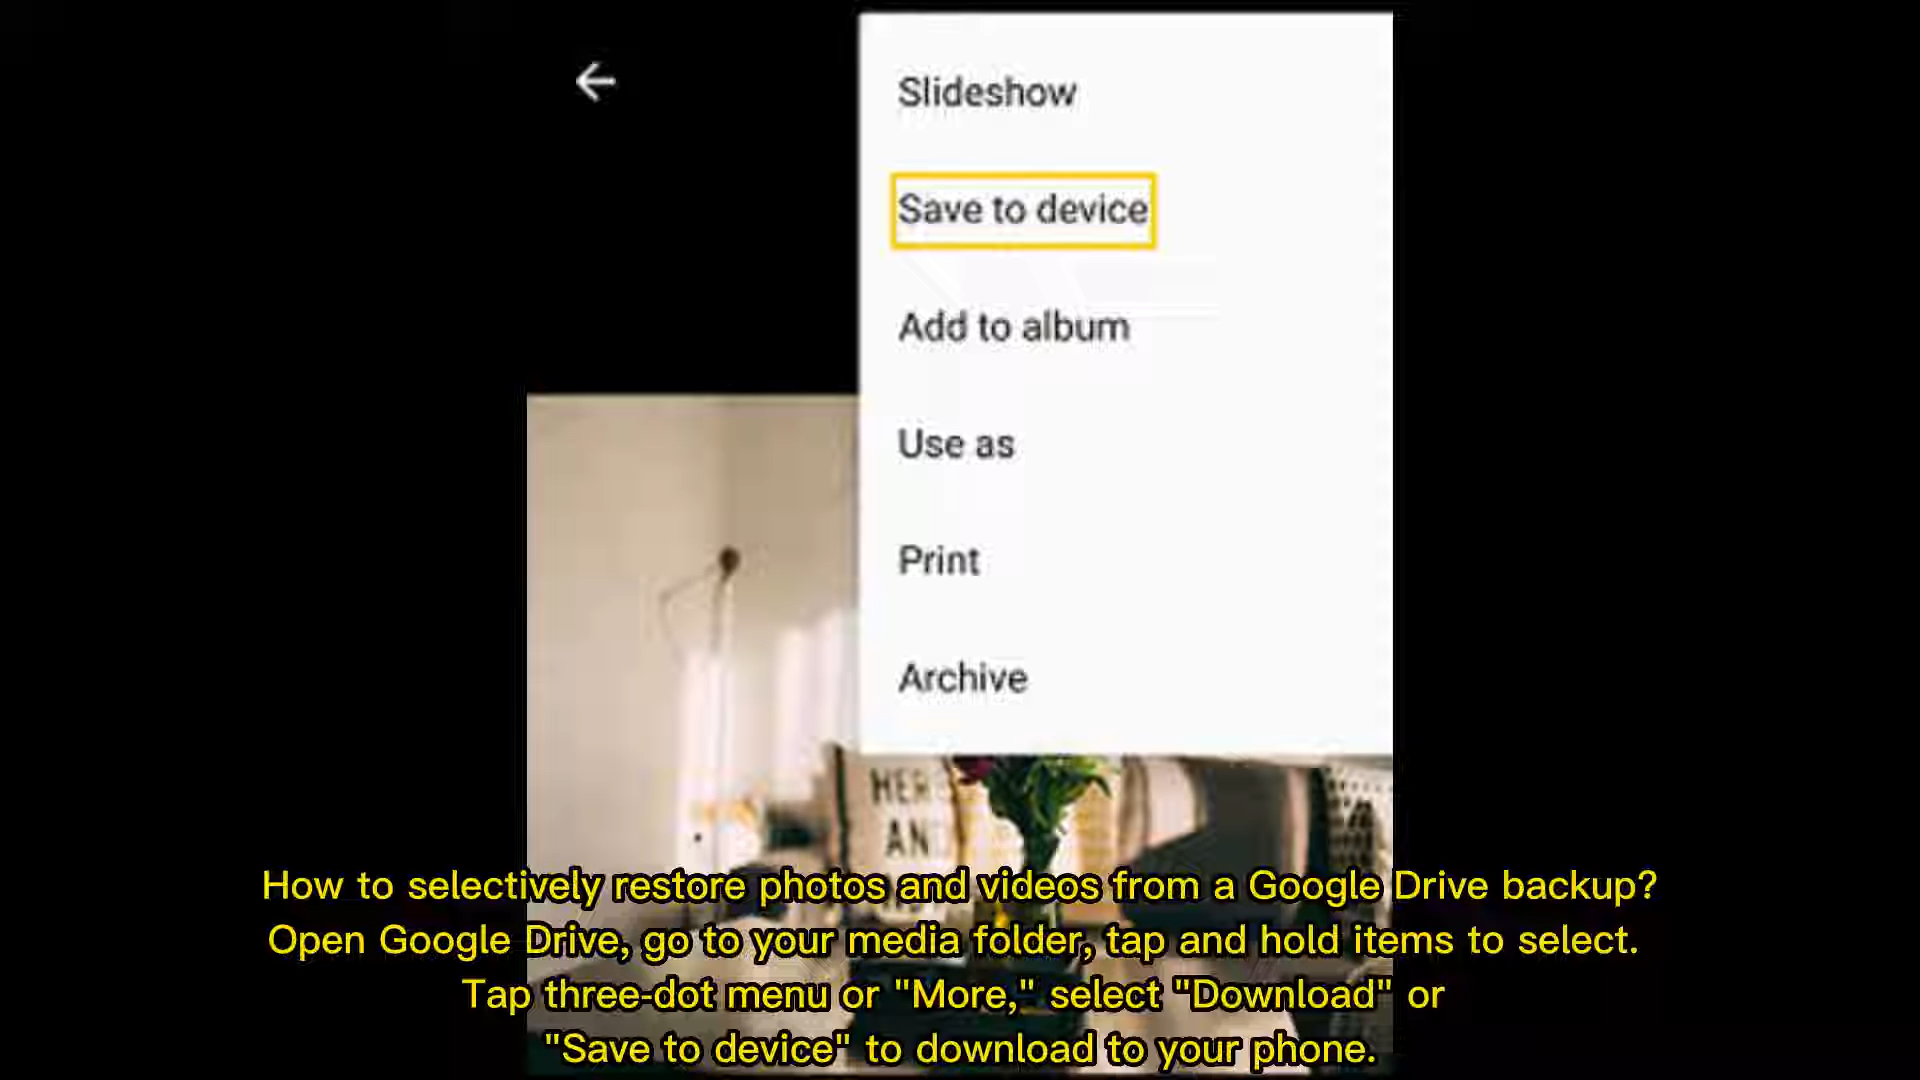 Slideshow
Save to device
Add to album
Use as
Print
Archive
HER
AN
How to selectively restore photos and videos from a Google Drive backup?
Open Google Drive, go to your media folder, tap and hold items to select.
Tap three-dot menu or "More," select "Download" or
"Save to device" to download to your phone.